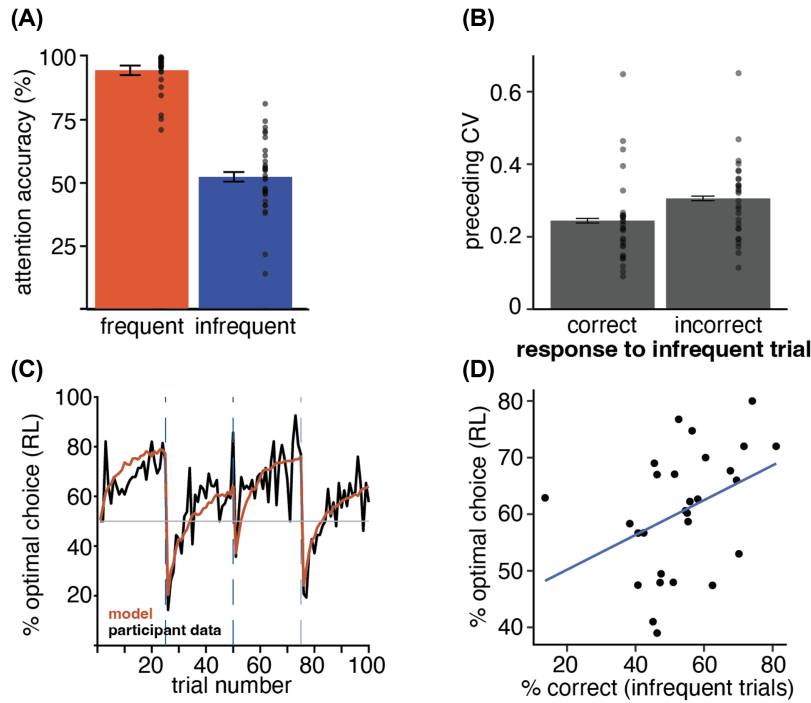 (A)
attention accuracy (%)
100
75
50
25
frequent infrequent
(B)
preceding CV
0.6
0.4
0.2
0
correct incorrect
response to infrequent trial
(C)
% optimal choice (RL)
100
80
60
40
20
model
participant data
20 40 60 80 100
trial number
(D)
% optimal choice (RL)
80
70
60
50
40
20 40 60 80
% correct (infrequent trials)